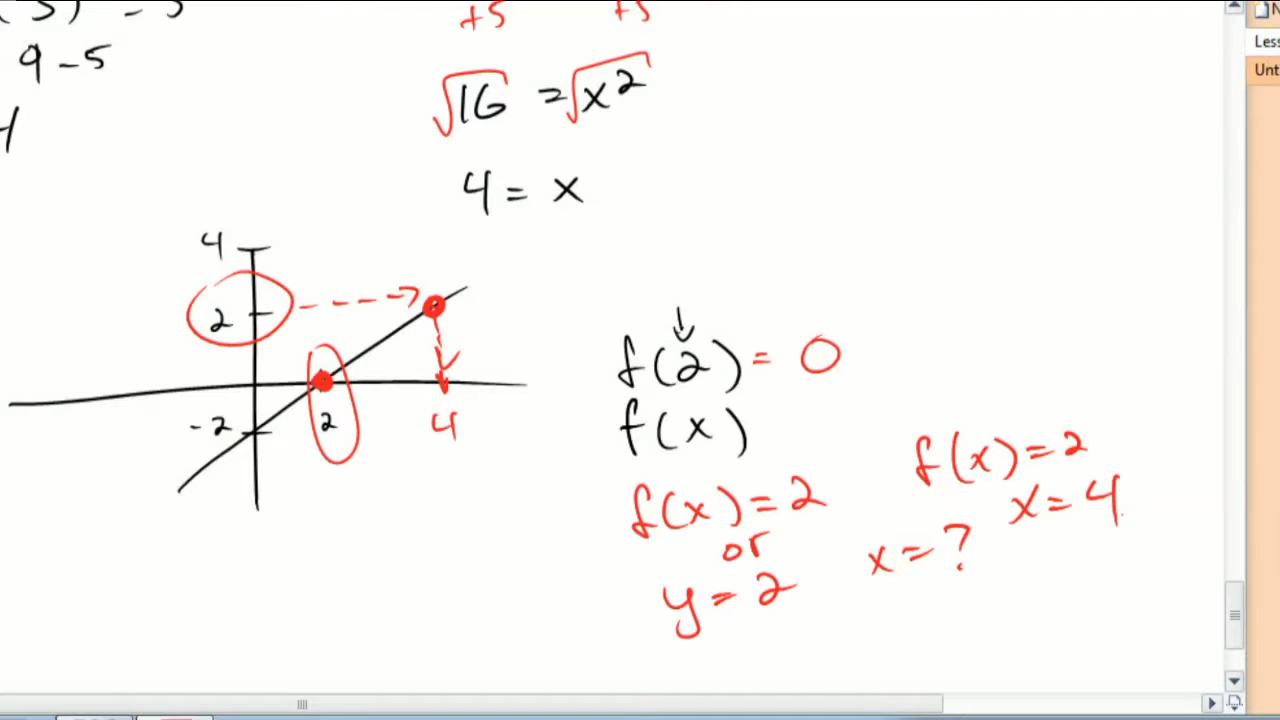 +5 +5
9 - 5
√16 = √x²
4
4 = x
4
2
-2
2
4
f(2) = 0
f(x)
f(x) = 2
or
y = 2
x = ?
f(x) = 2
x = 4
Less
Unt